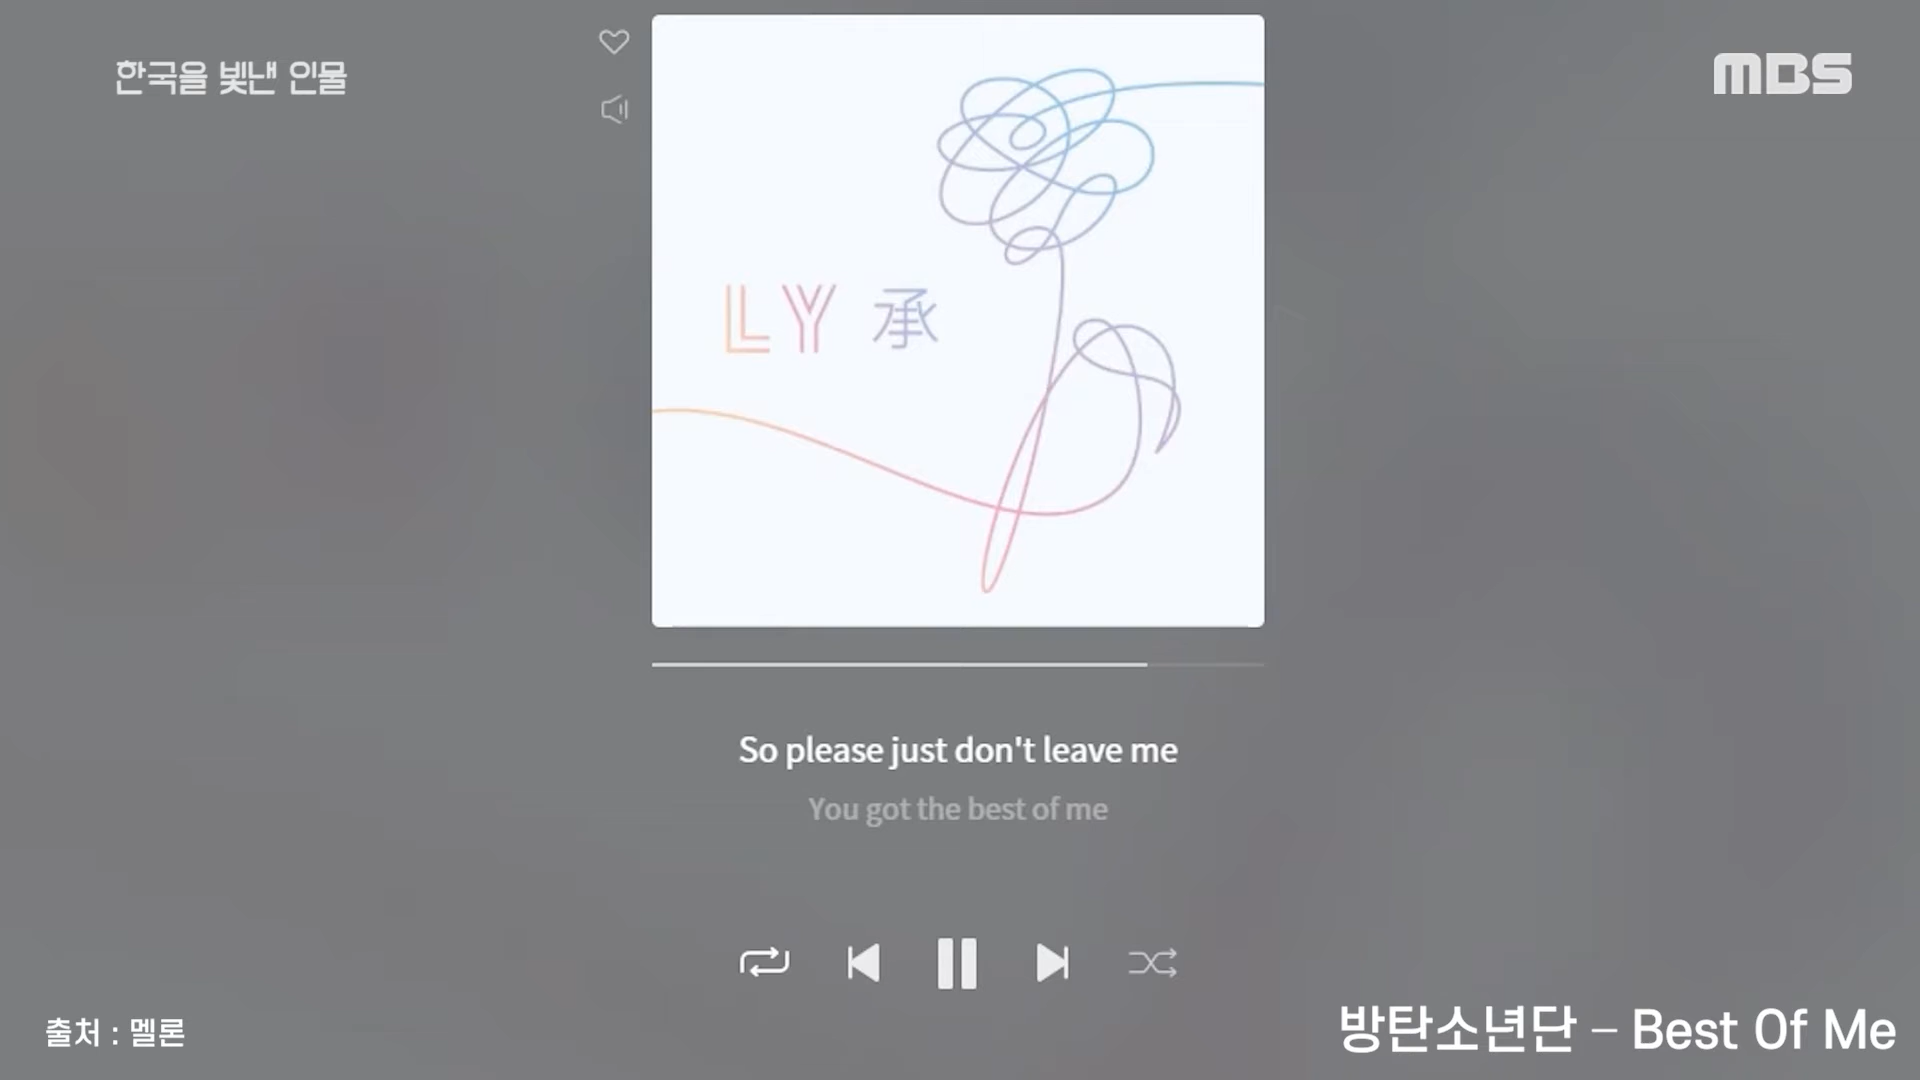 한국을 빛낸 인물
MBS
LY 承
So please just don't leave me
You got the best of me
출처 : 멜론
방탄소년단 – Best Of Me